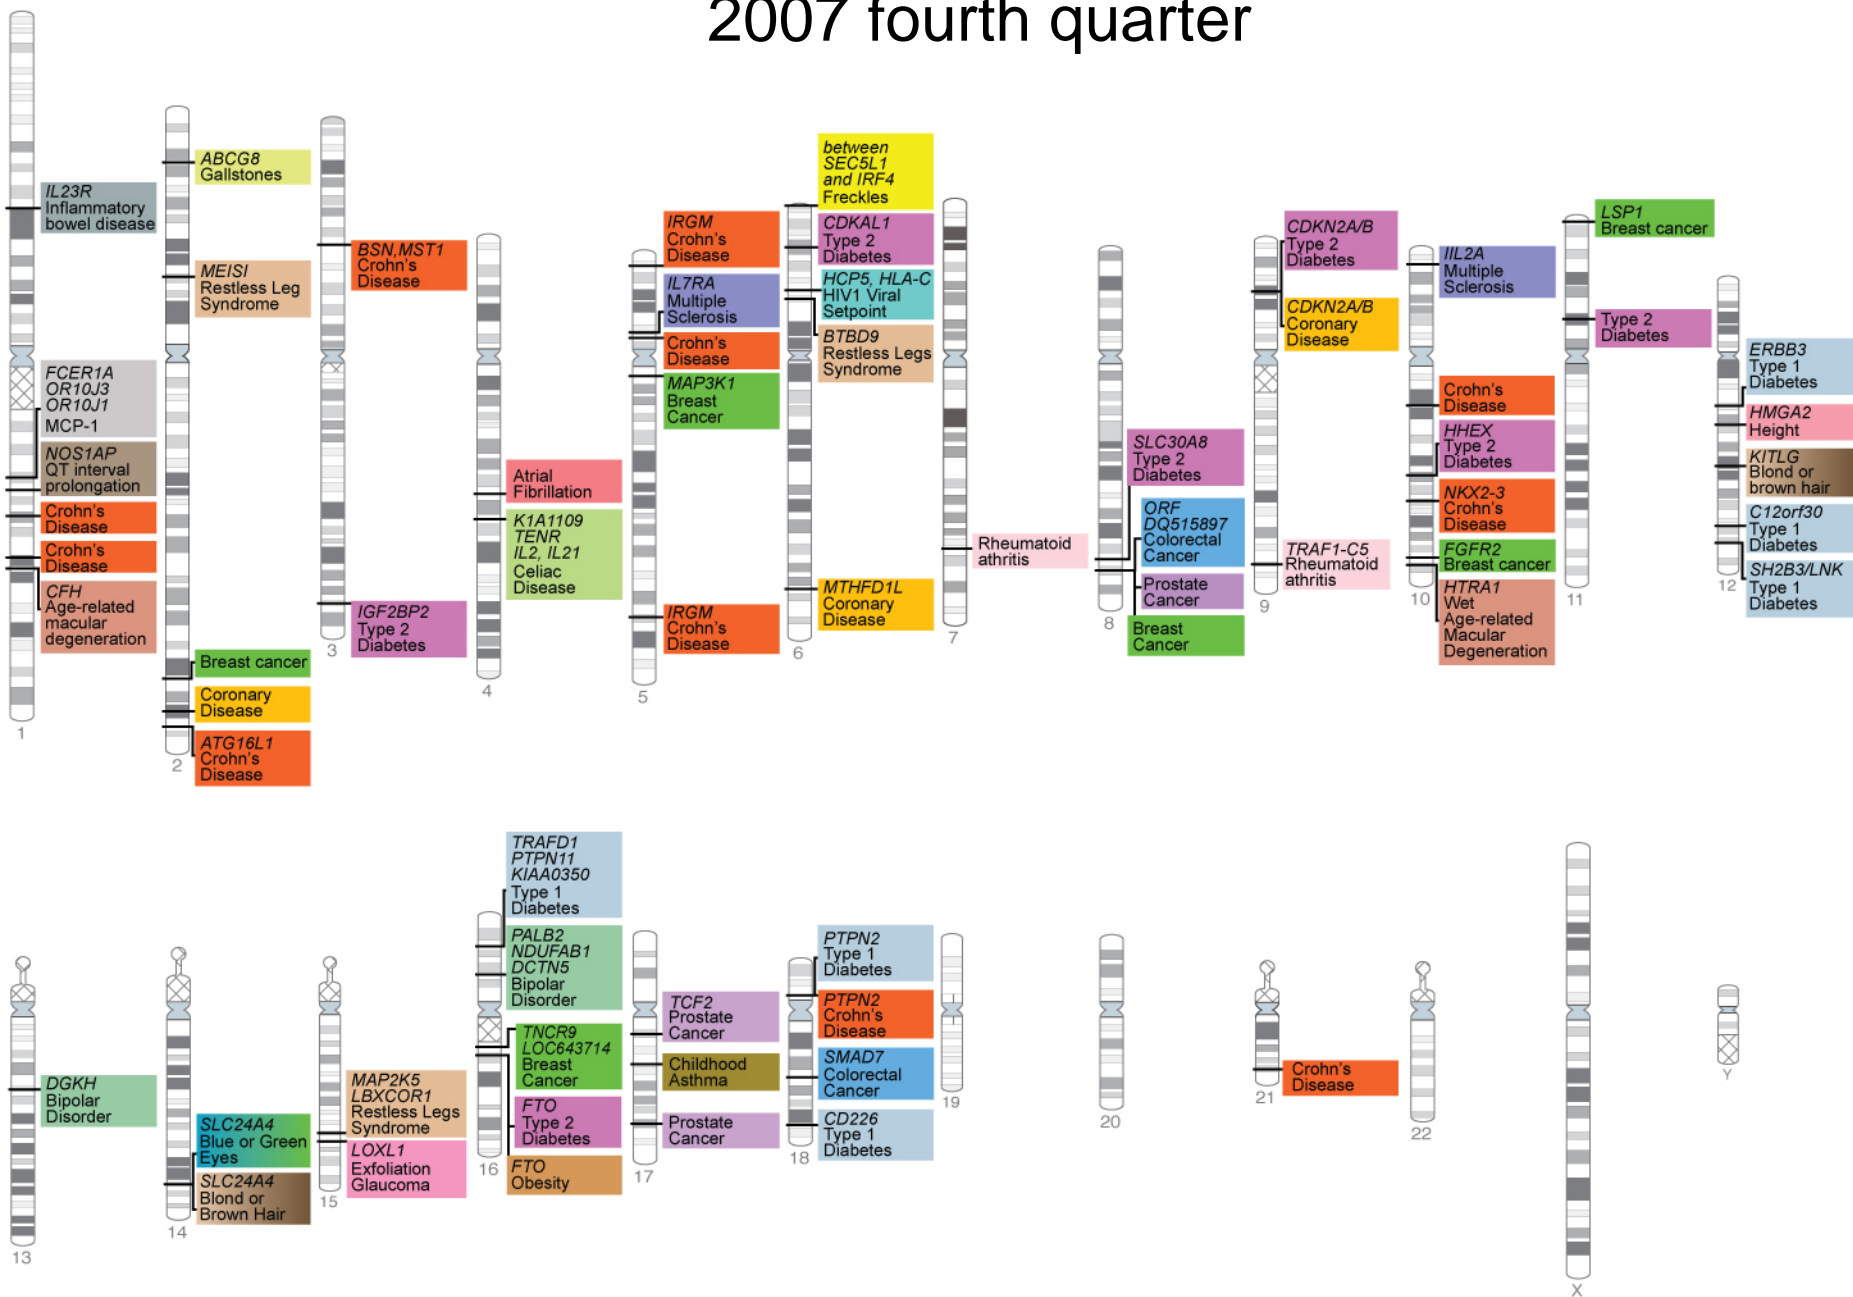 2007 fourth quarter
IL23R
Inflammatory
bowel disease
FCER1A
OR10J3
OR10J1
MCP-1
NOS1AP
QT interval
prolongation
Crohn's
Disease
Crohn's
Disease
CFH
Age-related
macular
degeneration
1
ABCG8
Gallstones
MEISI
Restless Leg
Syndrome
Breast cancer
Coronary
Disease
ATG16L1
Crohn's
Disease
2
BSN,MST1
Crohn's
Disease
IGF2BP2
Type 2
Diabetes
3
Atrial
Fibrillation
K1A1109
TENR
IL2, IL21
Celiac
Disease
4
IRGM
Crohn's
Disease
IL7RA
Multiple
Sclerosis
Crohn's
Disease
MAP3K1
Breast
Cancer
IRGM
Crohn's
Disease
5
between
SEC5L1
and IRF4
Freckles
CDKAL1
Type 2
Diabetes
HCP5, HLA-C
HIV1 Viral
Setpoint
BTBD9
Restless Legs
Syndrome
MTHFD1L
Coronary
Disease
6
Rheumatoid
athritis
7
SLC30A8
Type 2
Diabetes
ORF
DQ515897
Colorectal
Cancer
Prostate
Cancer
Breast
Cancer
8
CDKN2A/B
Type 2
Diabetes
CDKN2A/B
Coronary
Disease
TRAF1-C5
Rheumatoid
athritis
9
IIL2A
Multiple
Sclerosis
Crohn's
Disease
HHEX
Type 2
Diabetes
NKX2-3
Crohn's
Disease
FGFR2
Breast cancer
HTRA1
Wet
Age-related
Macular
Degeneration
10
LSP1
Breast cancer
Type 2
Diabetes
11
ERBB3
Type 1
Diabetes
HMGA2
Height
KITLG
Blond or
brown hair
C12orf30
Type 1
Diabetes
SH2B3/LNK
Type 1
Diabetes
12
DGKH
Bipolar
Disorder
13
SLC24A4
Blue or Green
Eyes
SLC24A4
Blond or
Brown Hair
14
MAP2K5
LBXCOR1
Restless Legs
Syndrome
LOXL1
Exfoliation
Glaucoma
15
TRAFD1
PTPN11
KIAA0350
Type 1
Diabetes
PALB2
NDUFAB1
DCTN5
Bipolar
Disorder
TNCR9
LOC643714
Breast
Cancer
FTO
Type 2
Diabetes
FTO
Obesity
16
TCF2
Prostate
Cancer
Childhood
Asthma
Prostate
Cancer
17
PTPN2
Type 1
Diabetes
PTPN2
Crohn's
Disease
SMAD7
Colorectal
Cancer
CD226
Type 1
Diabetes
18
19
20
Crohn's
Disease
21
22
X
Y